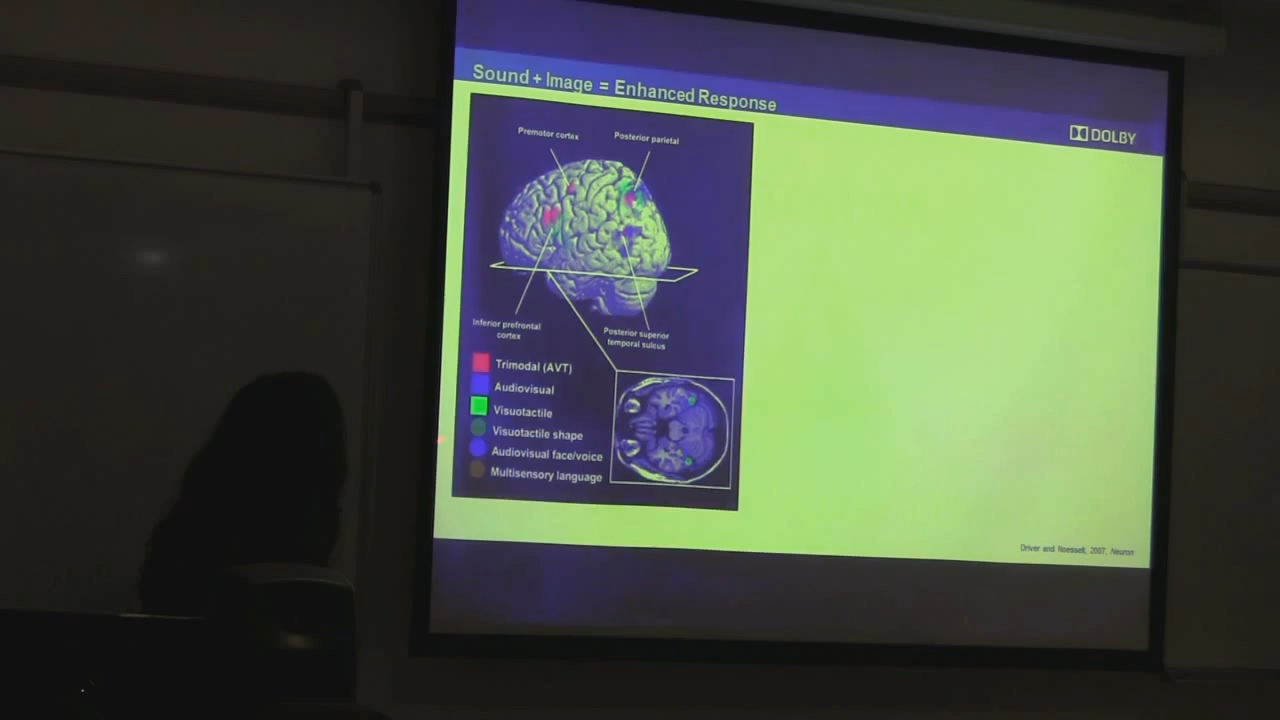 Sound + Image = Enhanced Response
DOLBY
Premotor cortex
Posterior parietal
Inferior prefrontal
cortex
Posterior superior
temporal sulcus
Trimodal (AVT)
Audiovisual
Visuotactile
Visuotactile shape
Audiovisual face/voice
Multisensory language
Driver and Noessell, 2007, Neuron